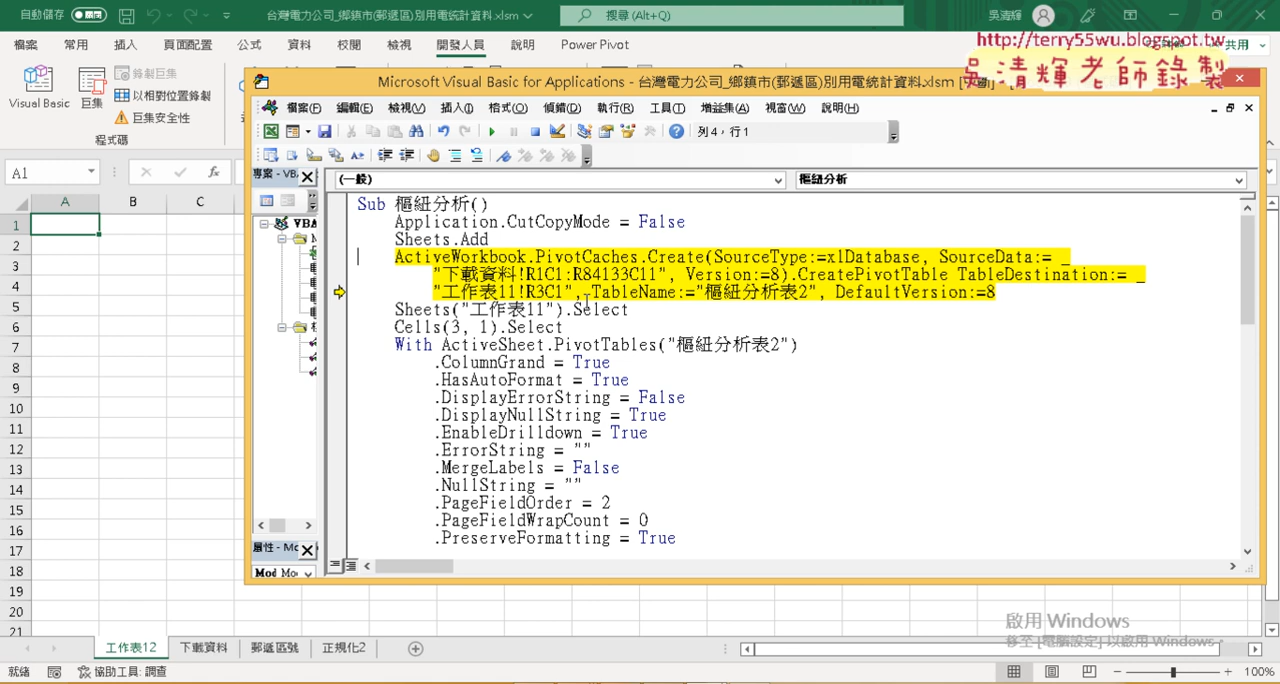 自動儲存
台灣電力公司_鄉鎮市(郵遞區)別用電統計資料.xlsm
搜尋 (Alt+Q)
吳清輝
檔案 常用 插入 頁面配置 公式 資料 校閱 檢視 開發人員 說明 Power Pivot
共用
http://terry55wu.blogspot.tw
吳清輝老師錄製
Visual Basic
巨集
錄製巨集
以相對位置錄製
巨集安全性
程式碼
Microsoft Visual Basic for Applications - 台灣電力公司_鄉鎮市(郵遞區)別用電統計資料.xlsm
檔案(F) 編輯(E) 檢視(V) 插入(I) 格式(O) 偵錯(D) 執行(R) 工具(T) 增益集(A) 視窗(W) 說明(H)
列 4，行 1
A1
fx
專案 - VBA
(一般)
樞紐分析
A B C
1
2
3
4
5
6
7
8
9
10
11
12
13
14
15
16
17
18
19
20
21
VBA
屬性 - Mo
Mod Mo
Sub 樞紐分析()
Application.CutCopyMode = False
Sheets.Add
ActiveWorkbook.PivotCaches.Create(SourceType:=xlDatabase, SourceData:= _
"下載資料!R1C1:R84133C11", Version:=8).CreatePivotTable TableDestination:= _
"工作表11!R3C1", TableName:="樞紐分析表2", DefaultVersion:=8
Sheets("工作表11").Select
Cells(3, 1).Select
With ActiveSheet.PivotTables("樞紐分析表2")
.ColumnGrand = True
.HasAutoFormat = True
.DisplayErrorString = False
.DisplayNullString = True
.EnableDrilldown = True
.ErrorString = ""
.MergeLabels = False
.NullString = ""
.PageFieldOrder = 2
.PageFieldWrapCount = 0
.PreserveFormatting = True
啟用 Windows
移至 [電腦設定] 以啟用 Windows。
工作表12 下載資料 郵遞區號 正規化2
就緒
協助工具: 調查
100%